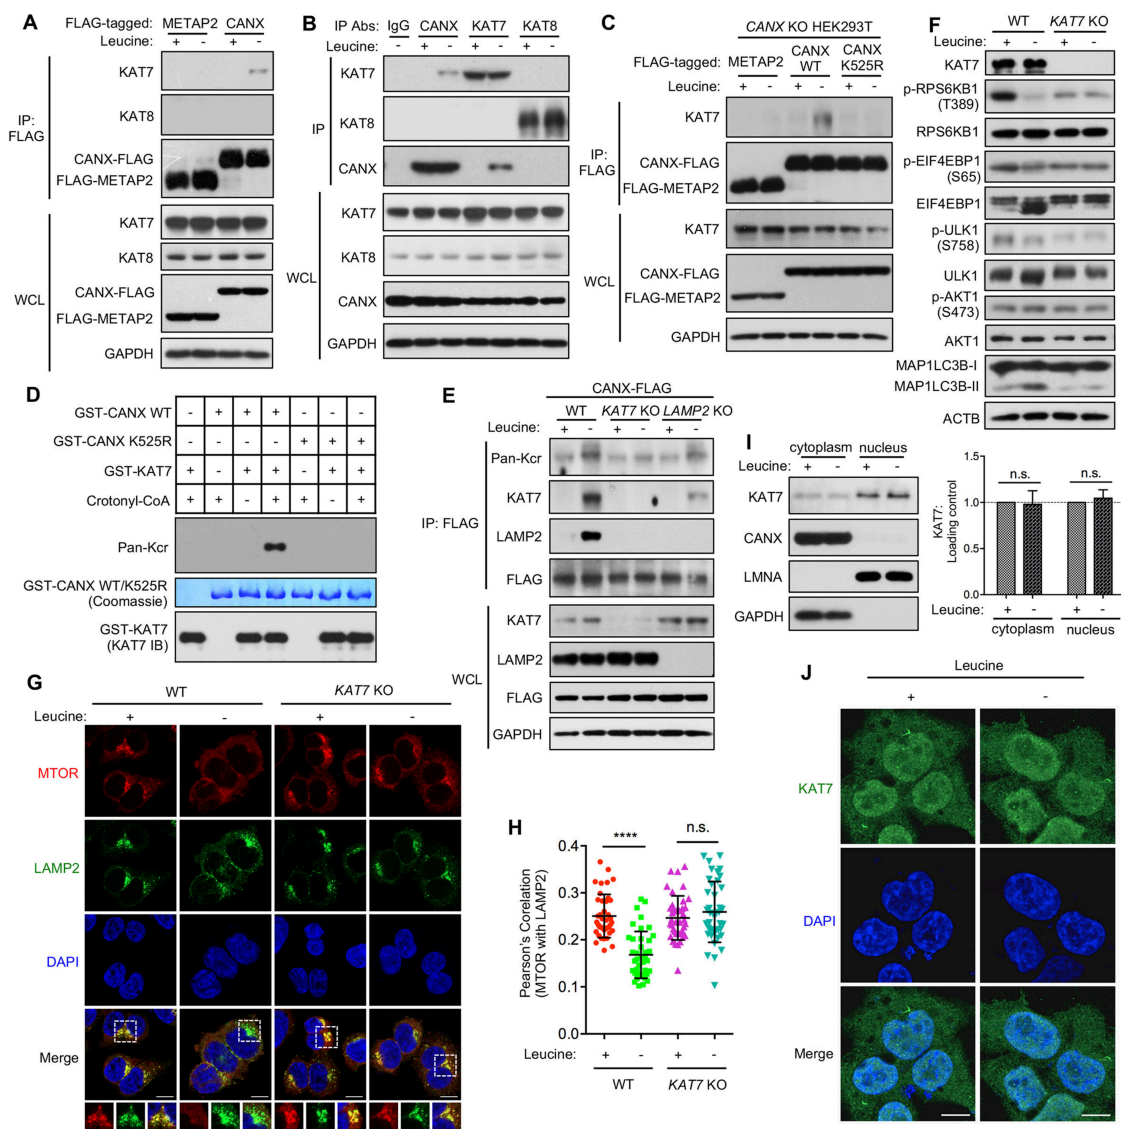 A
FLAG-tagged: METAP2 CANX
Leucine: + - + -
IP: FLAG
KAT7
KAT8
CANX-FLAG
FLAG-METAP2
WCL
KAT7
KAT8
CANX-FLAG
FLAG-METAP2
GAPDH
B
IP Abs: IgG CANX KAT7 KAT8
Leucine: - + - + - + -
IP
KAT7
KAT8
CANX
WCL
KAT7
KAT8
CANX
GAPDH
C
CANX KO HEK293T
FLAG-tagged: METAP2 CANX WT CANX K525R
Leucine: + - + - + -
IP: FLAG
KAT7
CANX-FLAG
FLAG-METAP2
WCL
KAT7
CANX-FLAG
FLAG-METAP2
GAPDH
F
WT KAT7 KO
Leucine: + - + -
KAT7
p-RPS6KB1
(T389)
RPS6KB1
p-EIF4EBP1
(S65)
EIF4EBP1
p-ULK1
(S758)
ULK1
p-AKT1
(S473)
AKT1
MAP1LC3B-I
MAP1LC3B-II
ACTB
D
GST-CANX WT - + + + - - -
GST-CANX K525R - - - - + + +
GST-KAT7 + - + + - + +
Crotonyl-CoA + + - + + - +
Pan-Kcr
GST-CANX WT/K525R
(Coomassie)
GST-KAT7
(KAT7 IB)
E
CANX-FLAG
WT KAT7 KO LAMP2 KO
Leucine: + - + - + -
IP: FLAG
Pan-Kcr
KAT7
LAMP2
FLAG
WCL
KAT7
LAMP2
FLAG
GAPDH
I
cytoplasm nucleus
Leucine: + - + -
KAT7
CANX
LMNA
GAPDH
KAT7:
Loading control
1.5
1.0
0.5
0.0
n.s. n.s.
Leucine: + - + -
cytoplasm nucleus
G
WT KAT7 KO
Leucine: + - + -
MTOR
LAMP2
DAPI
Merge
H
Pearson's Corelation
(MTOR with LAMP2)
0.4
0.3
0.2
0.1
0.0
**** n.s.
Leucine: + - + -
WT KAT7 KO
J
Leucine
+ -
KAT7
DAPI
Merge